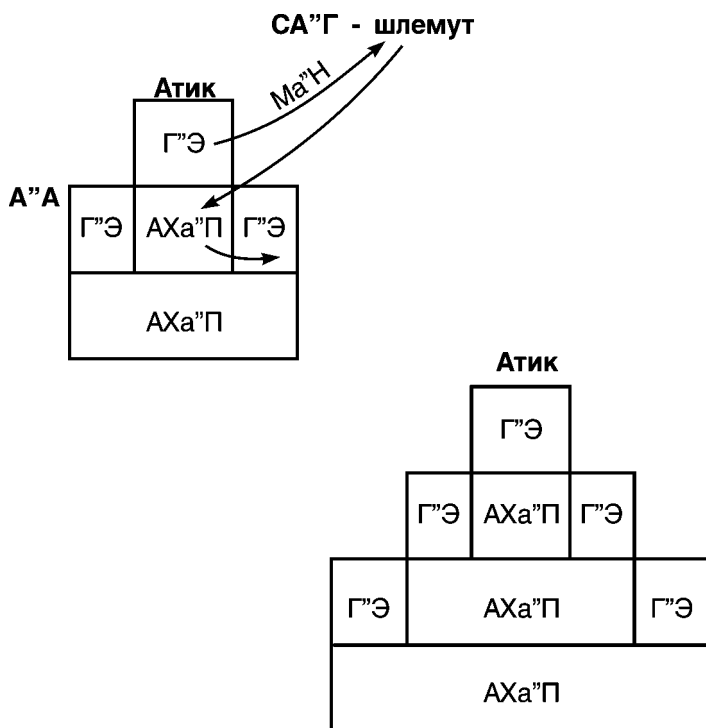 СА”Г - шлемут
Ма”Н
Атик
Г”Э
А”А
Г”Э АХа”П Г”Э
АХа”П
Атик
Г”Э
Г”Э АХа”П Г”Э
Г”Э АХа”П Г”Э
АХа”П